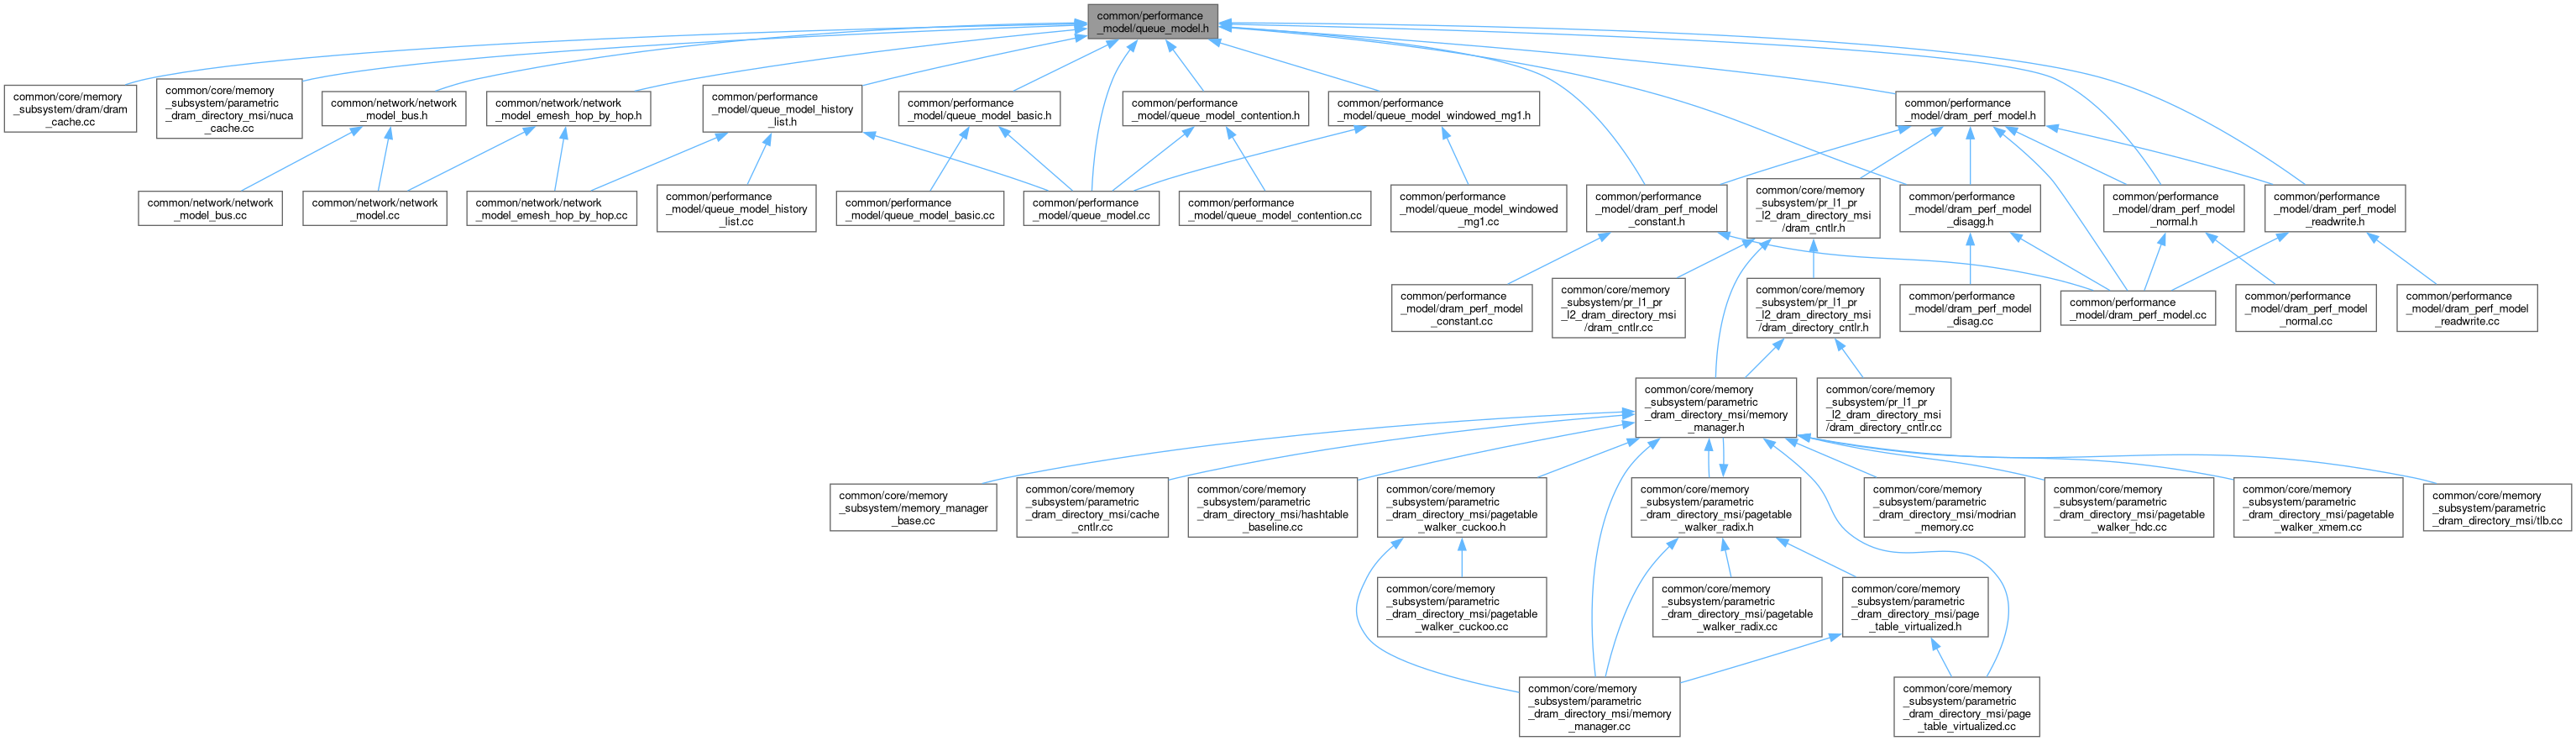 common/performance
_model/queue_model.h
common/core/memory
_subsystem/dram/dram
_cache.cc
common/core/memory
_subsystem/parametric
_dram_directory_msi/nuca
_cache.cc
common/network/network
_model_bus.h
common/network/network
_model_emesh_hop_by_hop.h
common/performance
_model/queue_model_history
_list.h
common/performance
_model/queue_model_basic.h
common/performance
_model/queue_model_contention.h
common/performance
_model/queue_model_windowed_mg1.h
common/performance
_model/dram_perf_model.h
common/network/network
_model_bus.cc
common/network/network
_model.cc
common/network/network
_model_emesh_hop_by_hop.cc
common/performance
_model/queue_model_history
_list.cc
common/performance
_model/queue_model_basic.cc
common/performance
_model/queue_model.cc
common/performance
_model/queue_model_contention.cc
common/performance
_model/queue_model_windowed
_mg1.cc
common/performance
_model/dram_perf_model
_constant.h
common/core/memory
_subsystem/pr_l1_pr
_l2_dram_directory_msi
/dram_cntlr.h
common/performance
_model/dram_perf_model
_disagg.h
common/performance
_model/dram_perf_model
_normal.h
common/performance
_model/dram_perf_model
_readwrite.h
common/performance
_model/dram_perf_model
_constant.cc
common/core/memory
_subsystem/pr_l1_pr
_l2_dram_directory_msi
/dram_cntlr.cc
common/core/memory
_subsystem/pr_l1_pr
_l2_dram_directory_msi
/dram_directory_cntlr.h
common/performance
_model/dram_perf_model
_disag.cc
common/performance
_model/dram_perf_model.cc
common/performance
_model/dram_perf_model
_normal.cc
common/performance
_model/dram_perf_model
_readwrite.cc
common/core/memory
_subsystem/parametric
_dram_directory_msi/memory
_manager.h
common/core/memory
_subsystem/pr_l1_pr
_l2_dram_directory_msi
/dram_directory_cntlr.cc
common/core/memory
_subsystem/memory_manager
_base.cc
common/core/memory
_subsystem/parametric
_dram_directory_msi/cache
_cntlr.cc
common/core/memory
_subsystem/parametric
_dram_directory_msi/hashtable
_baseline.cc
common/core/memory
_subsystem/parametric
_dram_directory_msi/pagetable
_walker_cuckoo.h
common/core/memory
_subsystem/parametric
_dram_directory_msi/pagetable
_walker_radix.h
common/core/memory
_subsystem/parametric
_dram_directory_msi/modrian
_memory.cc
common/core/memory
_subsystem/parametric
_dram_directory_msi/pagetable
_walker_hdc.cc
common/core/memory
_subsystem/parametric
_dram_directory_msi/pagetable
_walker_xmem.cc
common/core/memory
_subsystem/parametric
_dram_directory_msi/tlb.cc
common/core/memory
_subsystem/parametric
_dram_directory_msi/pagetable
_walker_cuckoo.cc
common/core/memory
_subsystem/parametric
_dram_directory_msi/pagetable
_walker_radix.cc
common/core/memory
_subsystem/parametric
_dram_directory_msi/page
_table_virtualized.h
common/core/memory
_subsystem/parametric
_dram_directory_msi/memory
_manager.cc
common/core/memory
_subsystem/parametric
_dram_directory_msi/page
_table_virtualized.cc